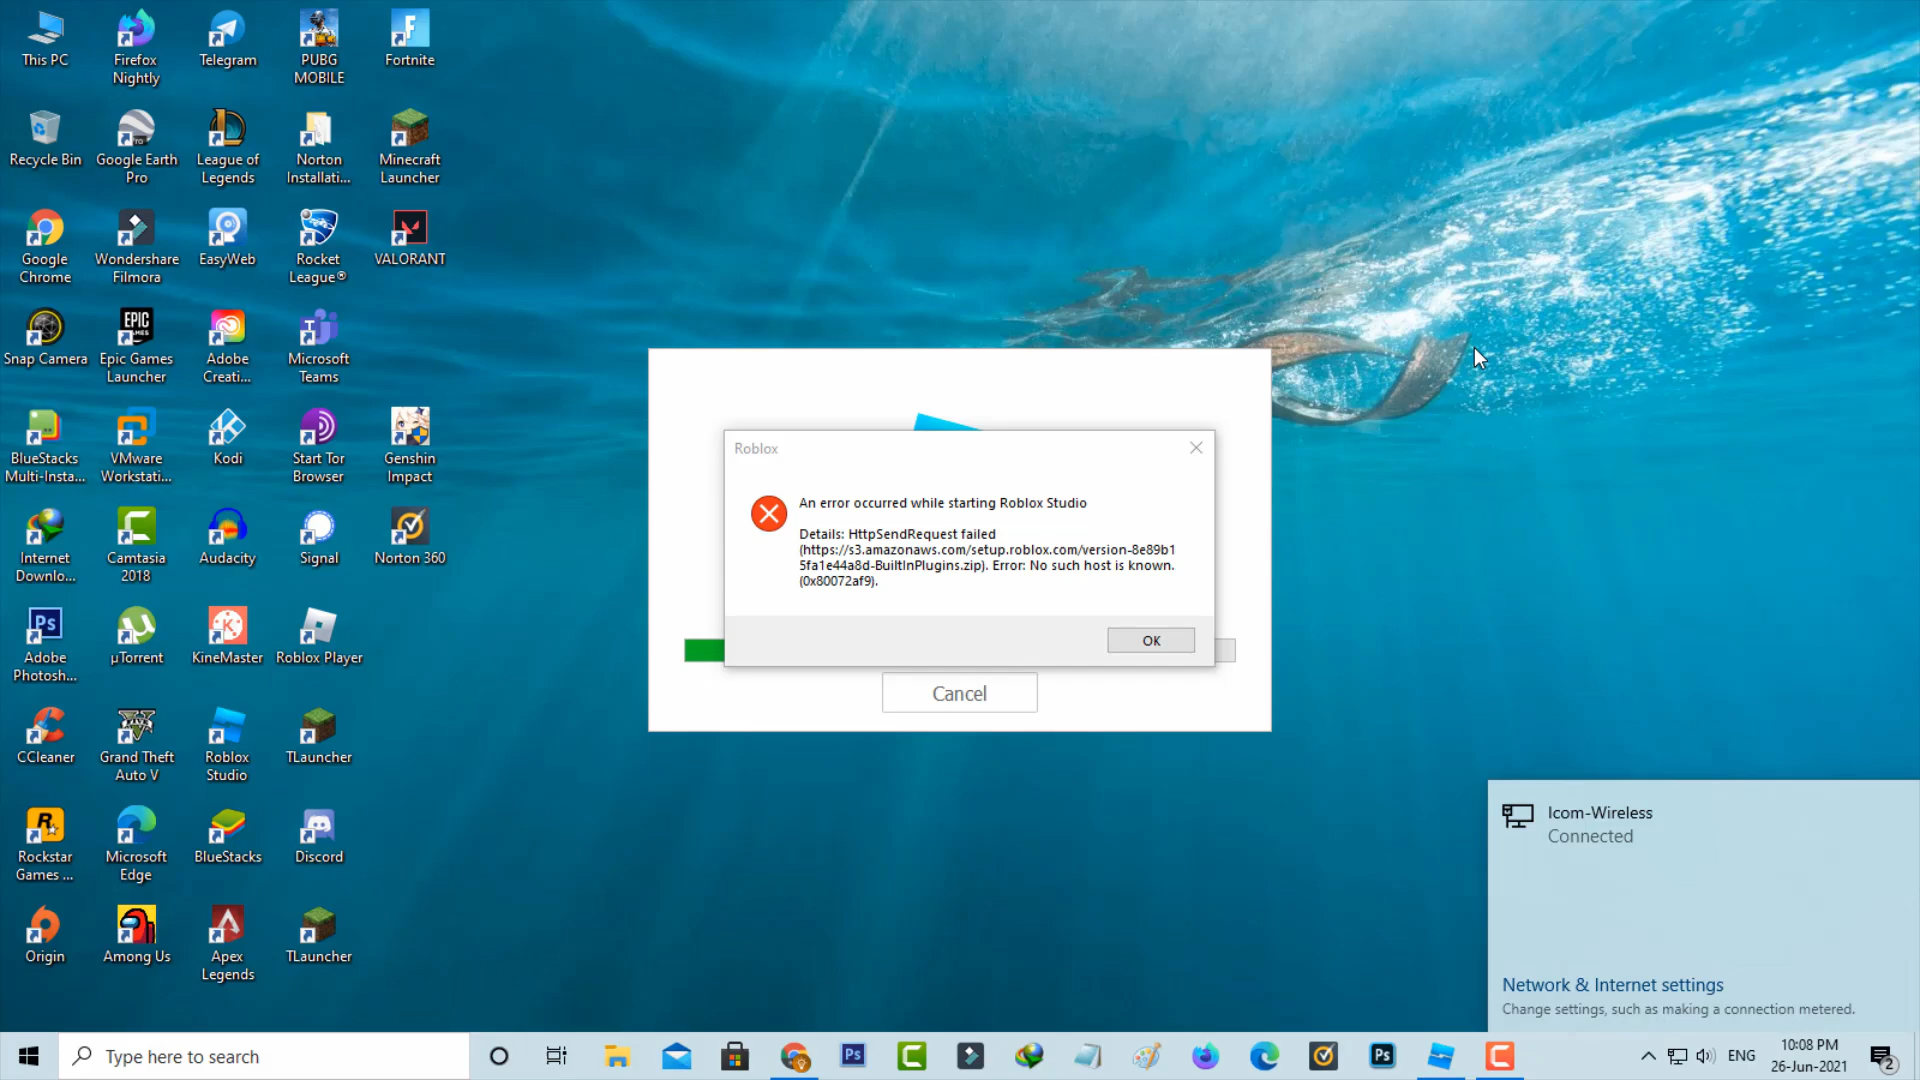 This PC
Firefox
Nightly
Telegram
PUBG
MOBILE
Fortnite
Recycle Bin
Google Earth
Pro
League of
Legends
Norton
Installati...
Minecraft
Launcher
Google
Chrome
Wondershare
Filmora
EasyWeb
Rocket
League®
VALORANT
Snap Camera
EPIC
GAMES
Epic Games
Launcher
Adobe
Creati...
Microsoft
Teams
BlueStacks
Multi-Insta...
VMware
Workstati...
Kodi
Start Tor
Browser
Genshin
Impact
Internet
Downlo...
Camtasia
2018
Audacity
Signal
Norton 360
Ps
Adobe
Photosh...
µTorrent
KineMaster
Roblox Player
CCleaner
Grand Theft
Auto V
Roblox
Studio
TLauncher
Rockstar
Games ...
Microsoft
Edge
BlueStacks
Discord
Origin
Among Us
Apex
Legends
TLauncher
Roblox
An error occurred while starting Roblox Studio
Details: HttpSendRequest failed
(https://s3.amazonaws.com/setup.roblox.com/version-8e89b1
5fa1e44a8d-BuiltInPlugins.zip). Error: No such host is known.
(0x80072af9).
OK
Cancel
Icom-Wireless
Connected
Network & Internet settings
Change settings, such as making a connection metered.
Type here to search
Ps
Ps
ENG
10:08 PM
26-Jun-2021
2